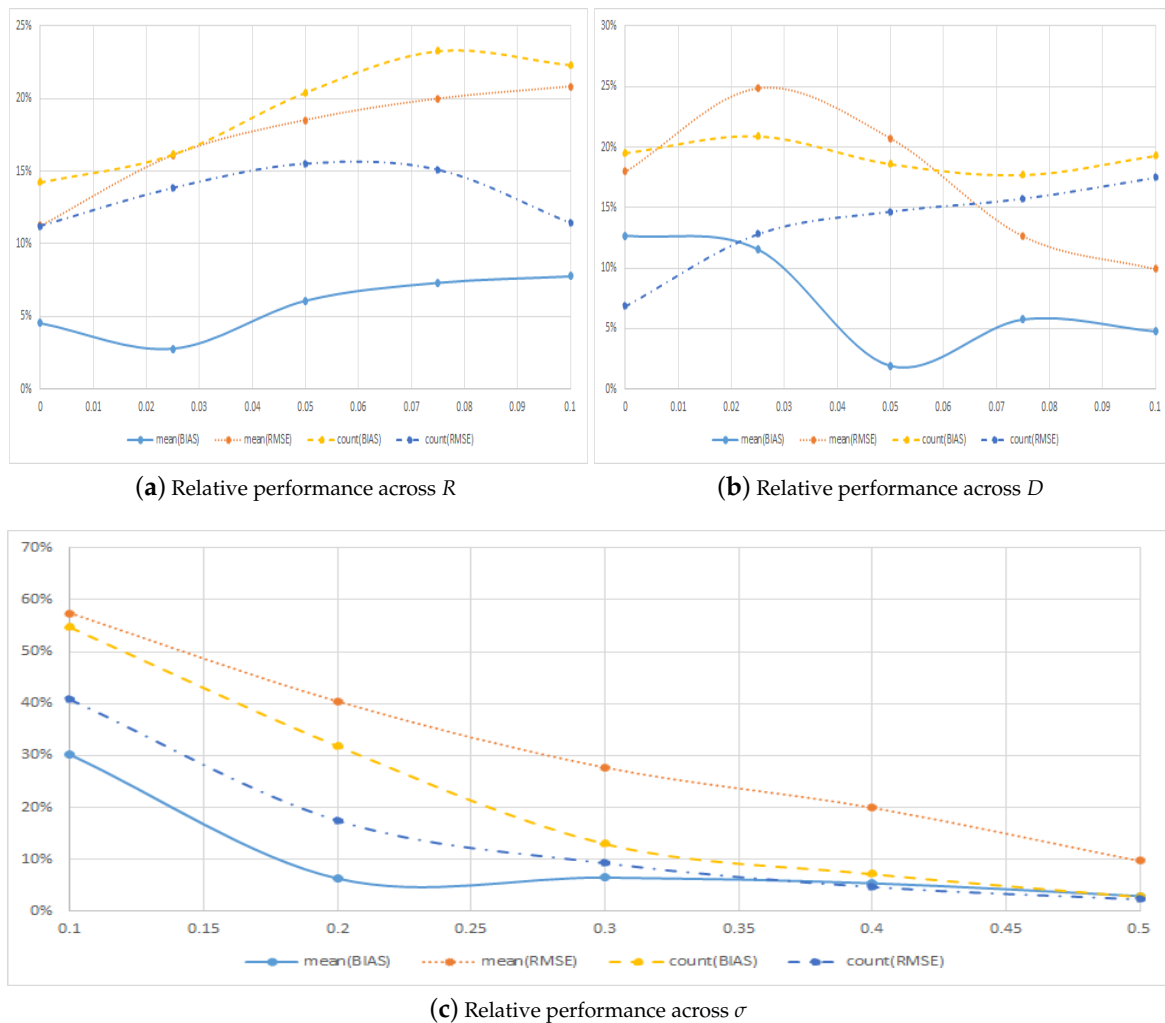 25%
20%
15%
10%
5%
0%
0 0.01 0.02 0.03 0.04 0.05 0.06 0.07 0.08 0.09 0.1
mean(BIAS) mean(RMSE) count(BIAS) count(RMSE)
(a) Relative performance across R
30%
25%
20%
15%
10%
5%
0%
0 0.01 0.02 0.03 0.04 0.05 0.06 0.07 0.08 0.09 0.1
mean(BIAS) mean(RMSE) count(BIAS) count(RMSE)
(b) Relative performance across D
70%
60%
50%
40%
30%
20%
10%
0%
0.1 0.15 0.2 0.25 0.3 0.35 0.4 0.45 0.5
mean(BIAS) mean(RMSE) count(BIAS) count(RMSE)
(c) Relative performance across σ